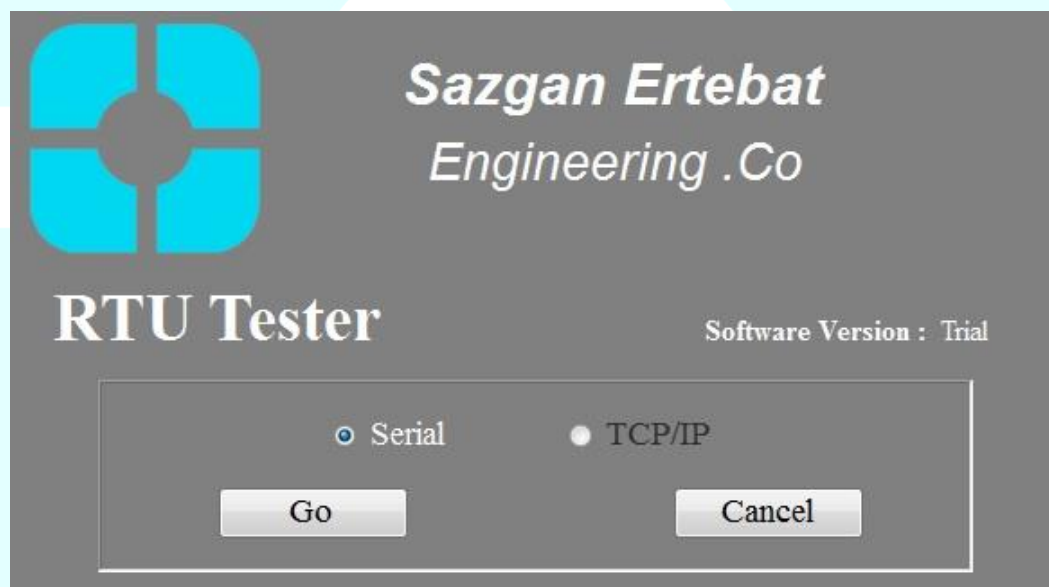 Sazgan Ertebat
Engineering .Co
RTU Tester
Software Version : Trial
Serial
TCP/IP
Go
Cancel